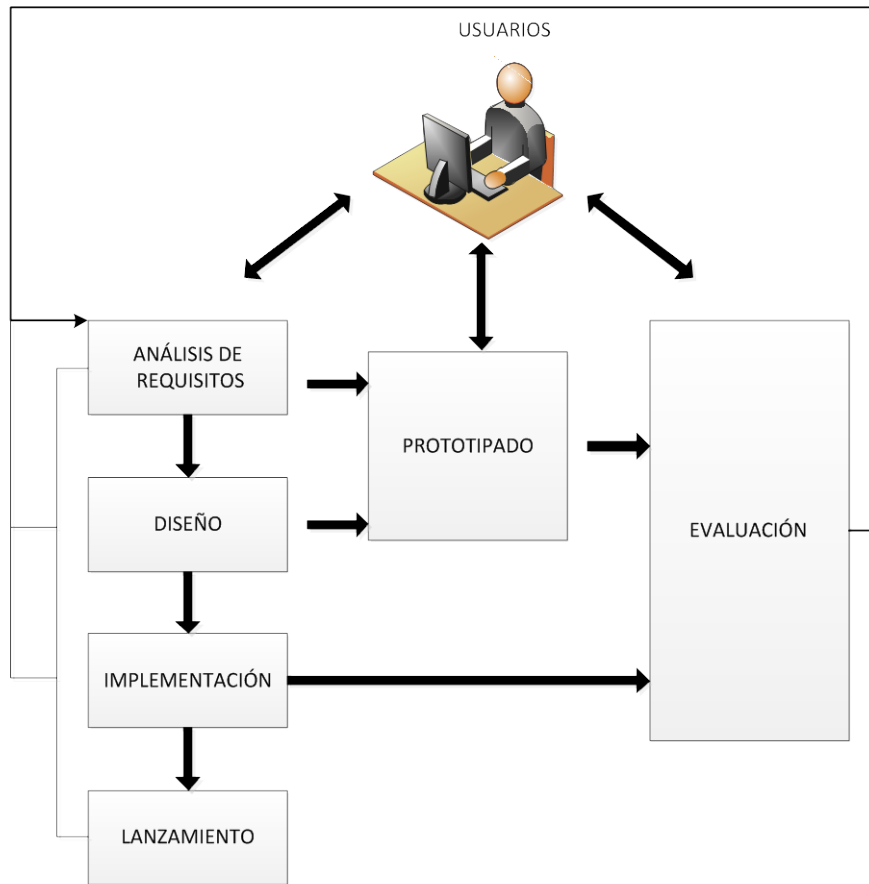 USUARIOS
ANÁLISIS DE
REQUISITOS
PROTOTIPADO
DISEÑO
EVALUACIÓN
IMPLEMENTACIÓN
LANZAMIENTO